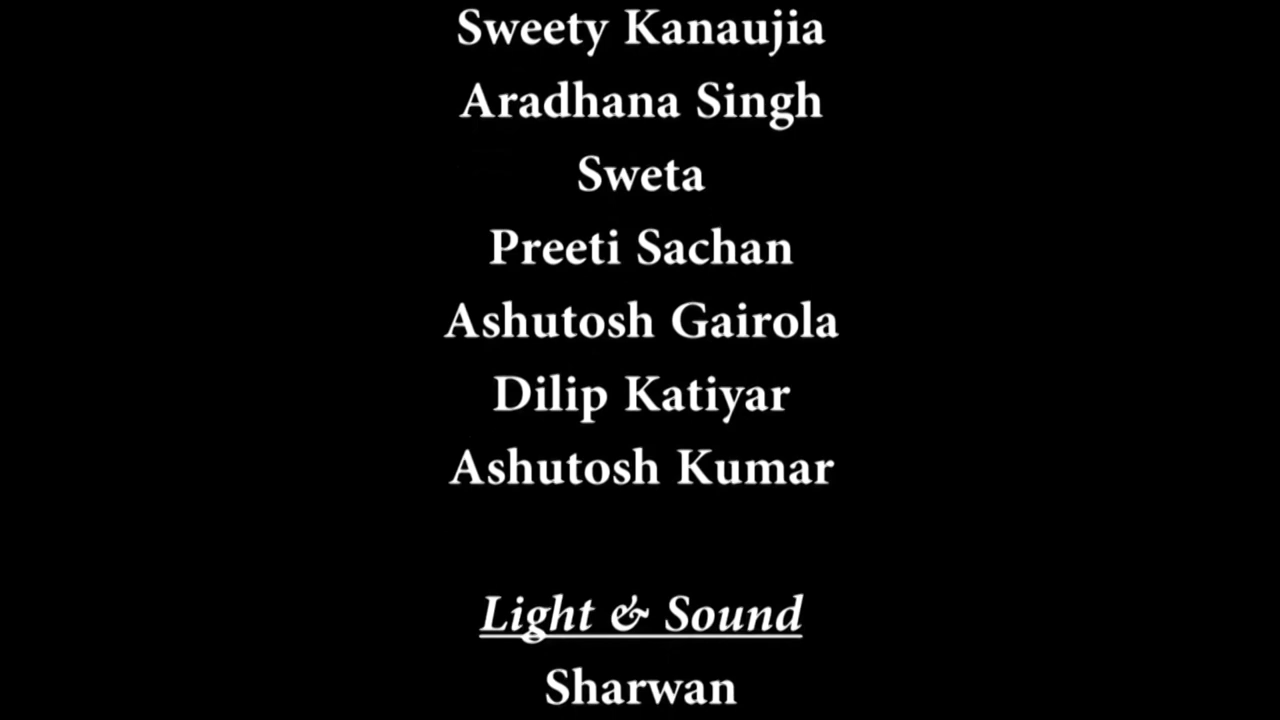 Sweety Kanaujia
Aradhana Singh
Sweta
Preeti Sachan
Ashutosh Gairola
Dilip Katiyar
Ashutosh Kumar
Light & Sound
Sharwan